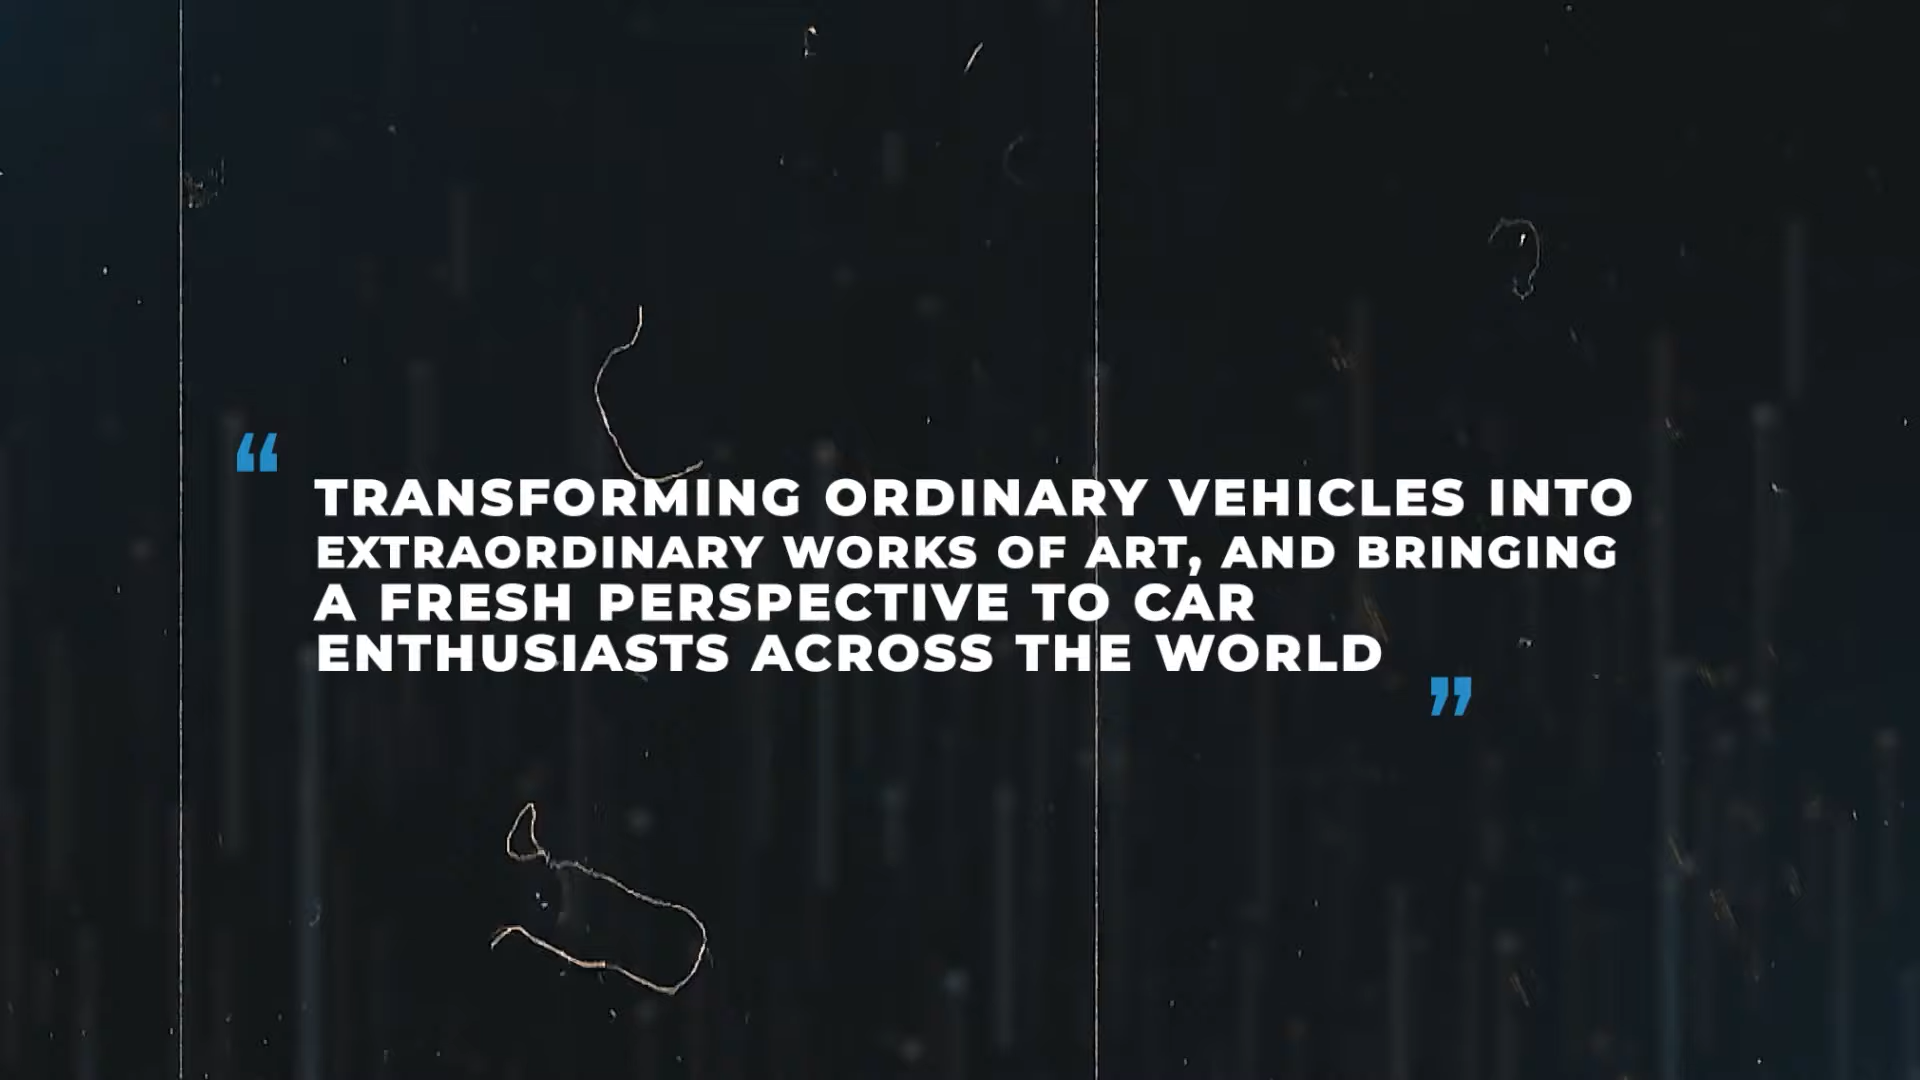 “
TRANSFORMING ORDINARY VEHICLES INTO
EXTRAORDINARY WORKS OF ART, AND BRINGING
A FRESH PERSPECTIVE TO CAR
ENTHUSIASTS ACROSS THE WORLD
”